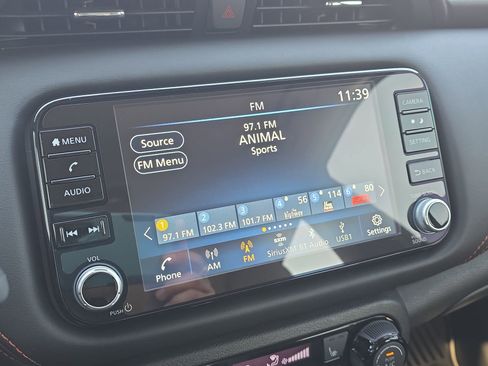 FM
11:39
97.1 FM
ANIMAL
Sports
Source
FM Menu
MENU
AUDIO
VOL
PUSH
CAMERA
SETTING
BACK
SOUND
1 2 3 4 56 5 114 6 80
97.1 FM 102.3 FM 101.7 FM
Phone
AM
FM
sxm
SiriusXM
BT Audio
USB1
Settings